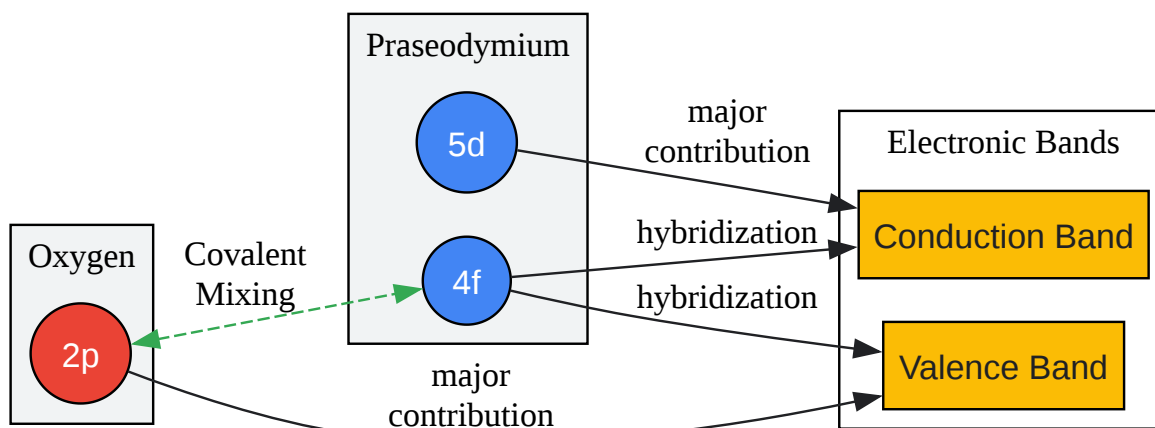 Praseodymium
5d
4f
Oxygen
2p
Covalent
Mixing
major
contribution
hybridization
hybridization
major
contribution
Electronic Bands
Conduction Band
Valence Band